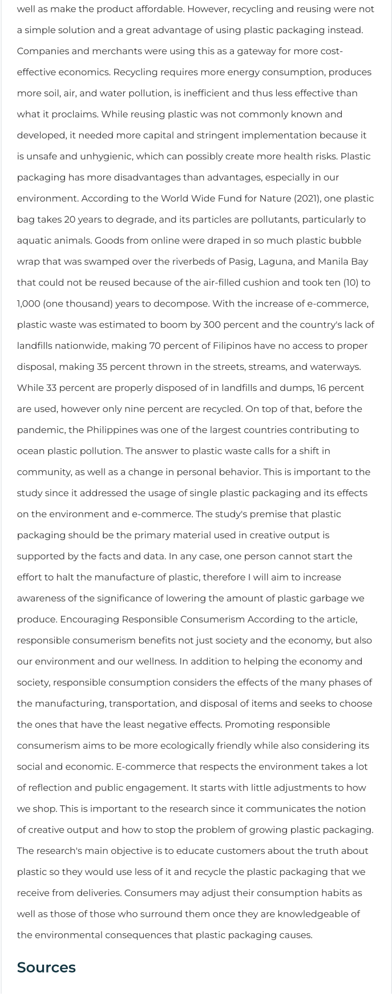 well as make the product affordable. However, recycling and reusing were not
a simple solution and a great advantage of using plastic packaging instead.
Companies and merchants were using this as a gateway for more cost-
effective economics. Recycling requires more energy consumption, produces
more soil, air, and water pollution, is inefficient and thus less effective than
what it proclaims. While reusing plastic was not commonly known and
developed, it needed more capital and stringent implementation because it
is unsafe and unhygienic, which can possibly create more health risks. Plastic
packaging has more disadvantages than advantages, especially in our
environment. According to the World Wide Fund for Nature (2021), one plastic
bag takes 20 years to degrade, and its particles are pollutants, particularly to
aquatic animals. Goods from online were draped in so much plastic bubble
wrap that was swamped over the riverbeds of Pasig, Laguna, and Manila Bay
that could not be reused because of the air-filled cushion and took ten (10) to
1,000 (one thousand) years to decompose. With the increase of e-commerce,
plastic waste was estimated to boom by 300 percent and the country's lack of
landfills nationwide, making 70 percent of Filipinos have no access to proper
disposal, making 35 percent thrown in the streets, streams, and waterways.
While 33 percent are properly disposed of in landfills and dumps, 16 percent
are used, however only nine percent are recycled. On top of that, before the
pandemic, the Philippines was one of the largest countries contributing to
ocean plastic pollution. The answer to plastic waste calls for a shift in
community, as well as a change in personal behavior. This is important to the
study since it addressed the usage of single plastic packaging and its effects
on the environment and e-commerce. The study's premise that plastic
packaging should be the primary material used in creative output is
supported by the facts and data. In any case, one person cannot start the
effort to halt the manufacture of plastic, therefore I will aim to increase
awareness of the significance of lowering the amount of plastic garbage we
produce. Encouraging Responsible Consumerism According to the article,
responsible consumerism benefits not just society and the economy, but also
our environment and our wellness. In addition to helping the economy and
society, responsible consumption considers the effects of the many phases of
the manufacturing, transportation, and disposal of items and seeks to choose
the ones that have the least negative effects. Promoting responsible
consumerism aims to be more ecologically friendly while also considering its
social and economic. E-commerce that respects the environment takes a lot
of reflection and public engagement. It starts with little adjustments to how
we shop. This is important to the research since it communicates the notion
of creative output and how to stop the problem of growing plastic packaging.
The research's main objective is to educate customers about the truth about
plastic so they would use less of it and recycle the plastic packaging that we
receive from deliveries. Consumers may adjust their consumption habits as
well as those of those who surround them once they are knowledgeable of
the environmental consequences that plastic packaging causes.
Sources